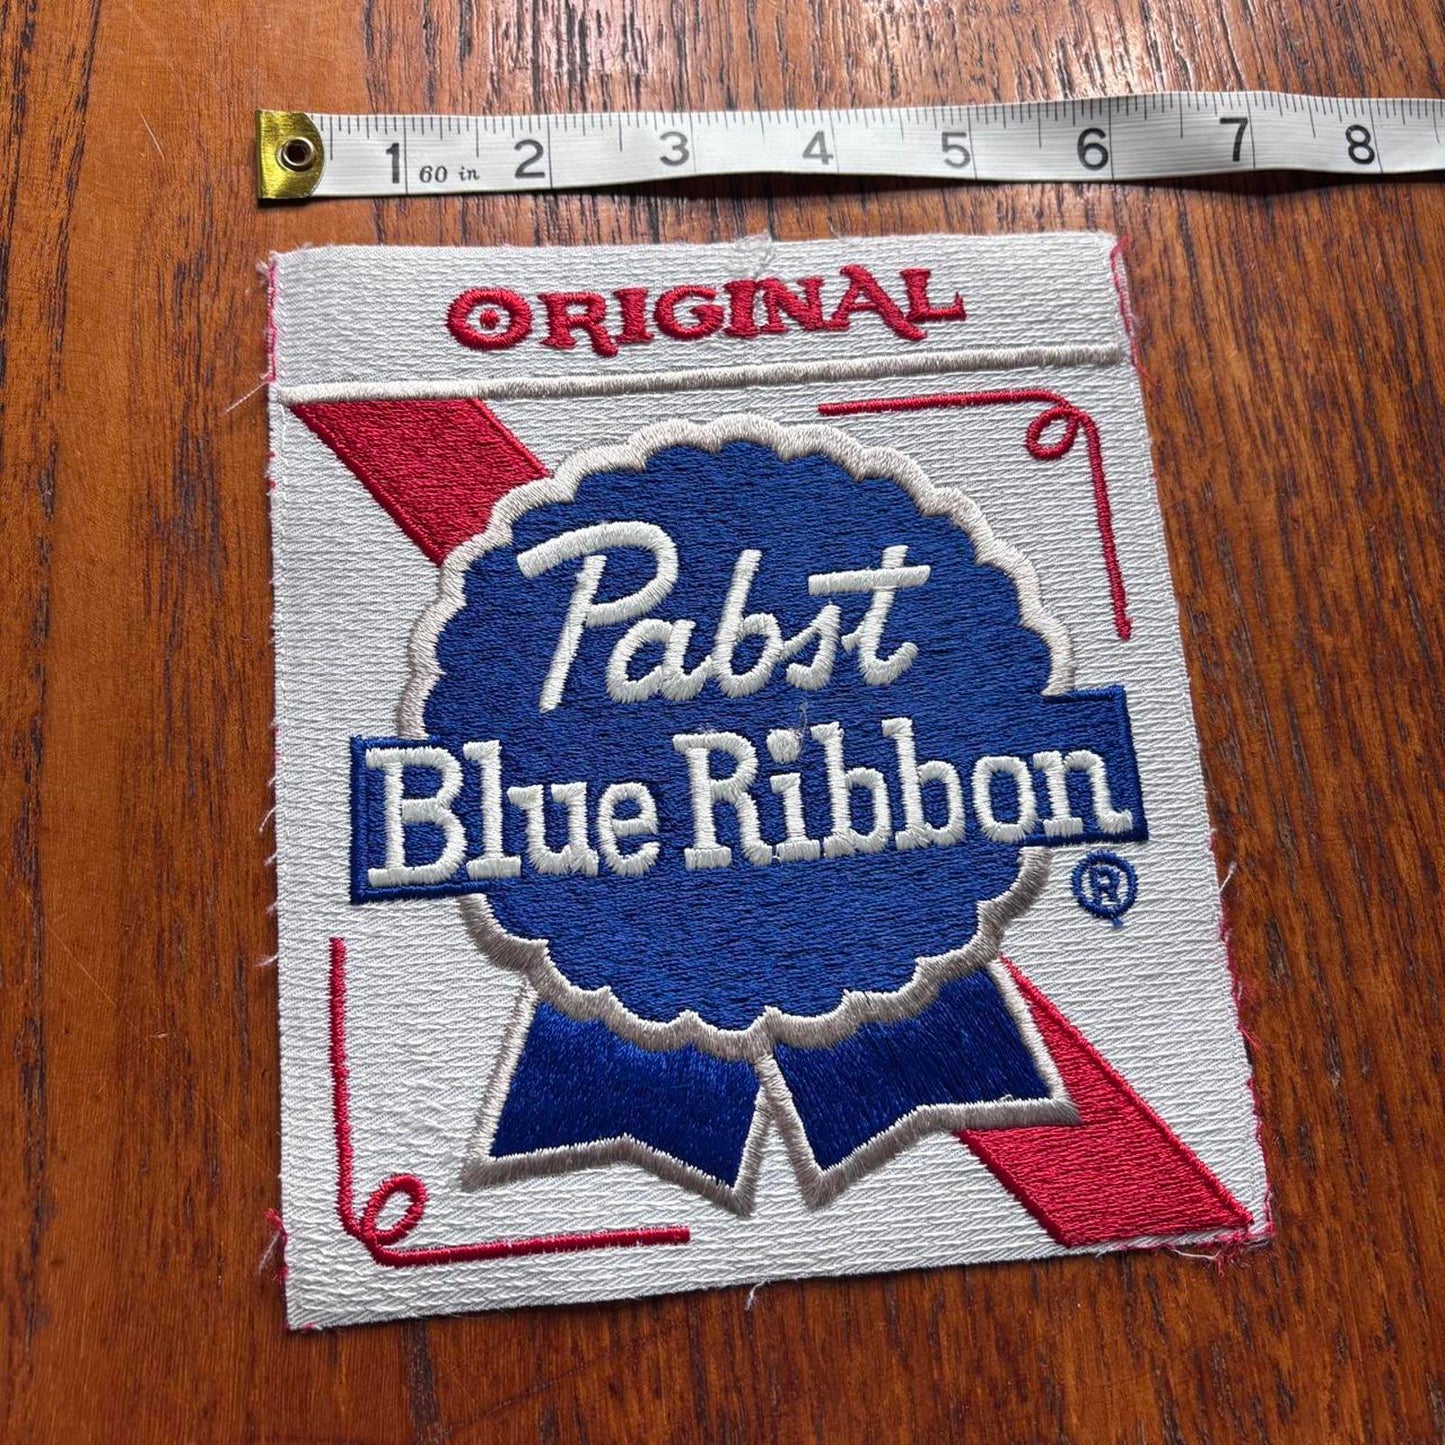 1 60 in 2 3 4 5 6 7 8
ORIGINAL
Pabst
Blue Ribbon
®